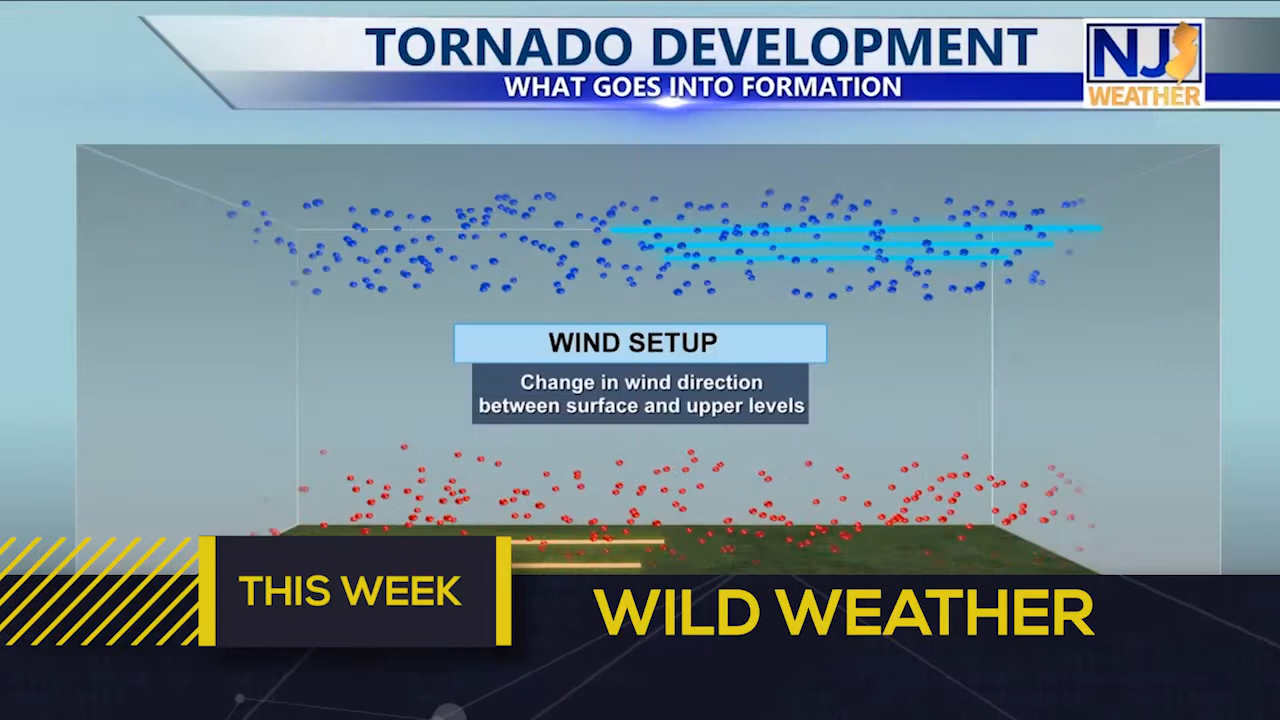 TORNADO DEVELOPMENT
WHAT GOES INTO FORMATION
NJ
WEATHER
WIND SETUP
Change in wind direction
between surface and upper levels
THIS WEEK
WILD WEATHER